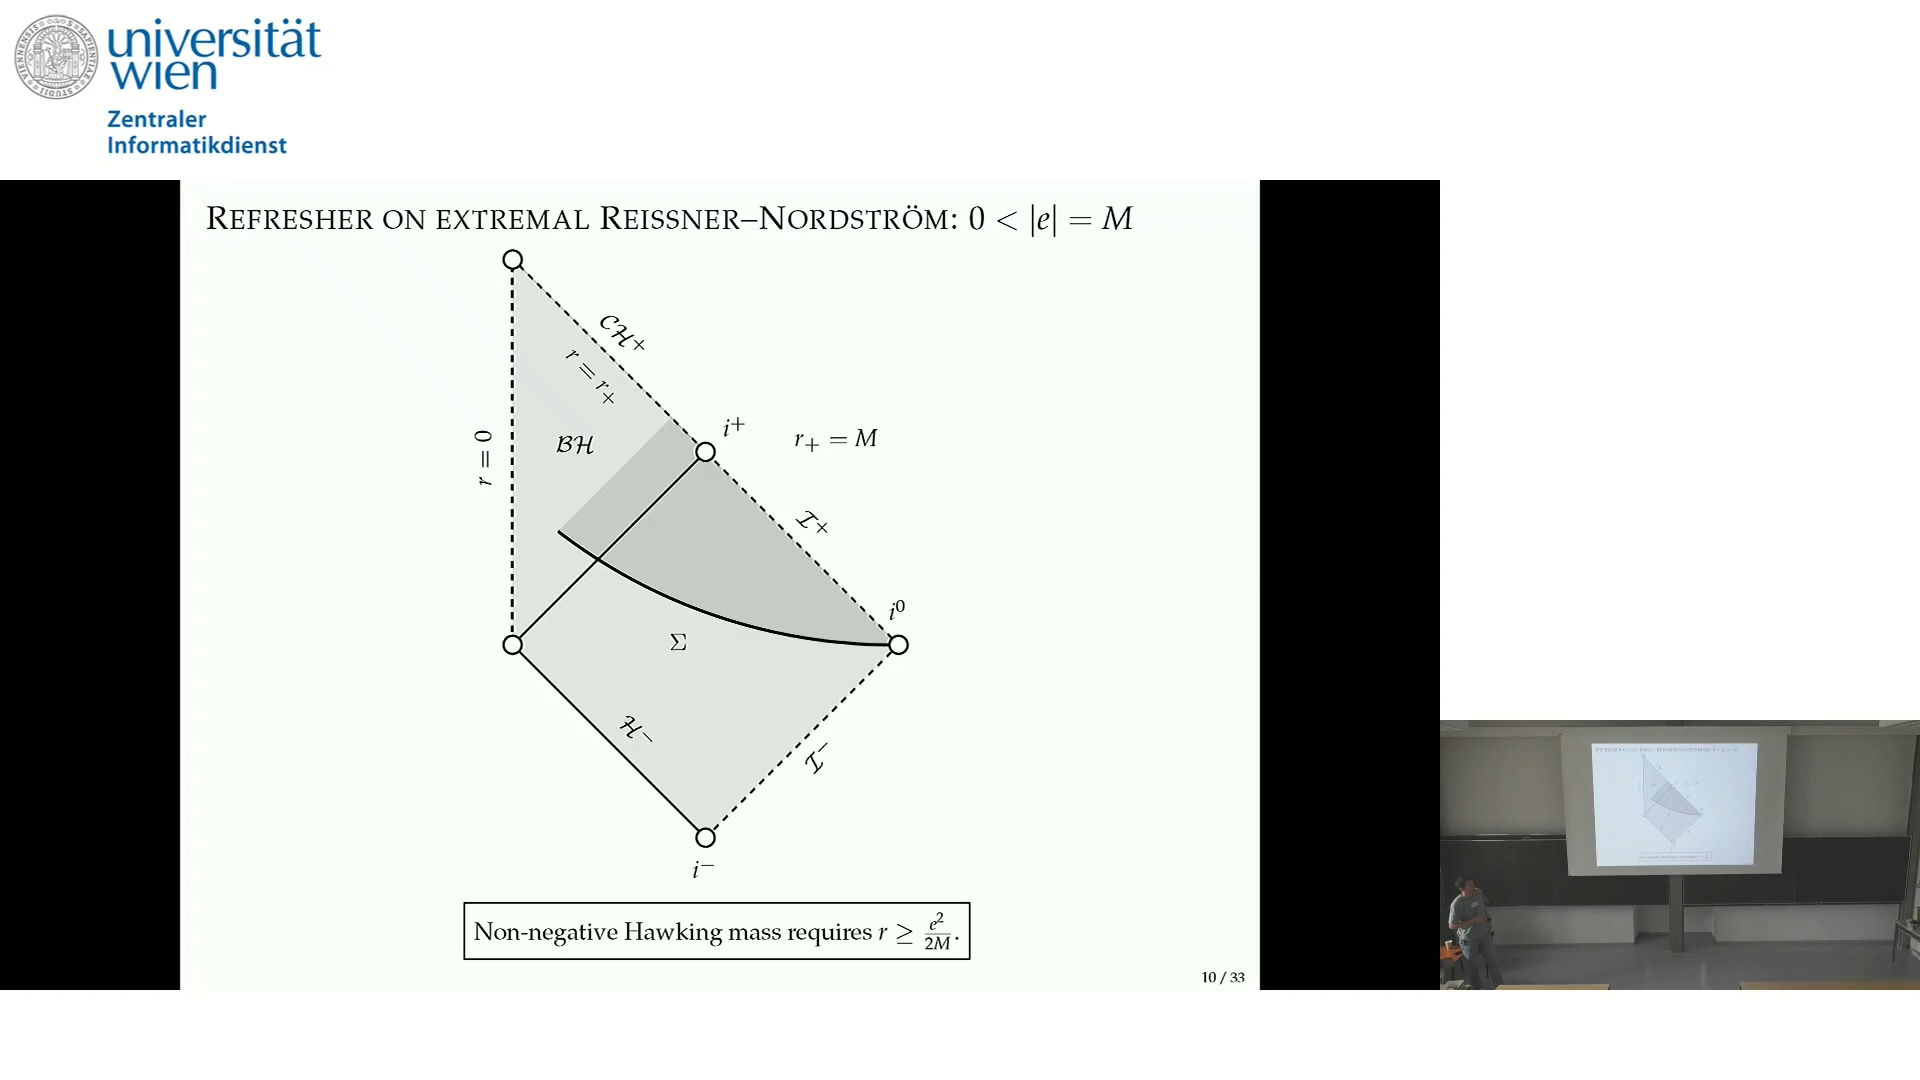 universität
wien
Zentraler
Informatikdienst
REFRESHER ON EXTREMAL REISSNER–NORDSTRÖM: 0 < |e| = M
CH+
r = r+
i+
r+ = M
r = 0
BH
I+
i0
Σ
H−
I−
i−
Non-negative Hawking mass requires r ≥ e²/2M.
10 / 33